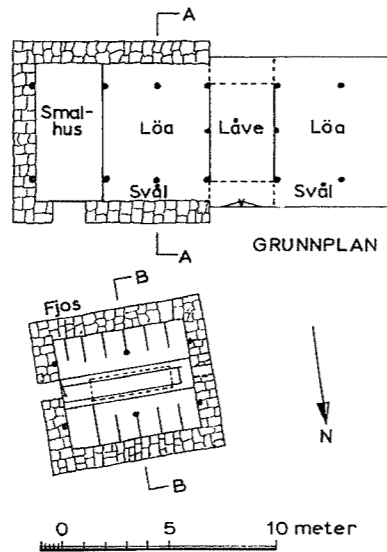 A
Smal-
hus
Löa
Låve
Löa
Svål
Svål
A
GRUNNPLAN
B
Fjos
N
B
0 5 10 meter